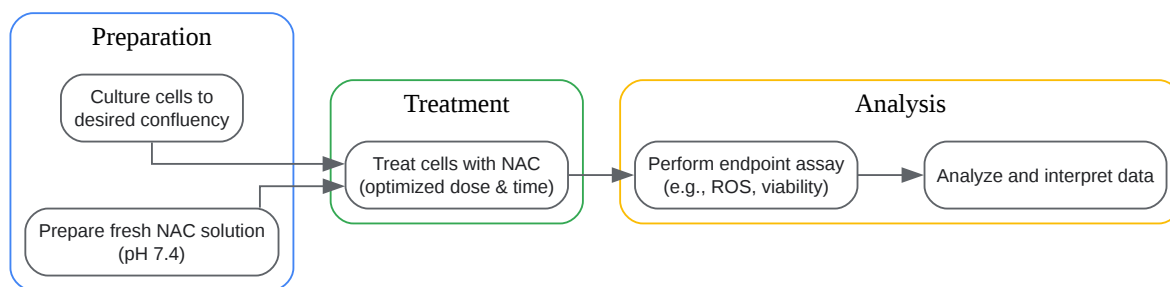 Preparation
Culture cells to
desired confluency
Prepare fresh NAC solution
(pH 7.4)
Treatment
Treat cells with NAC
(optimized dose & time)
Analysis
Perform endpoint assay
(e.g., ROS, viability)
Analyze and interpret data